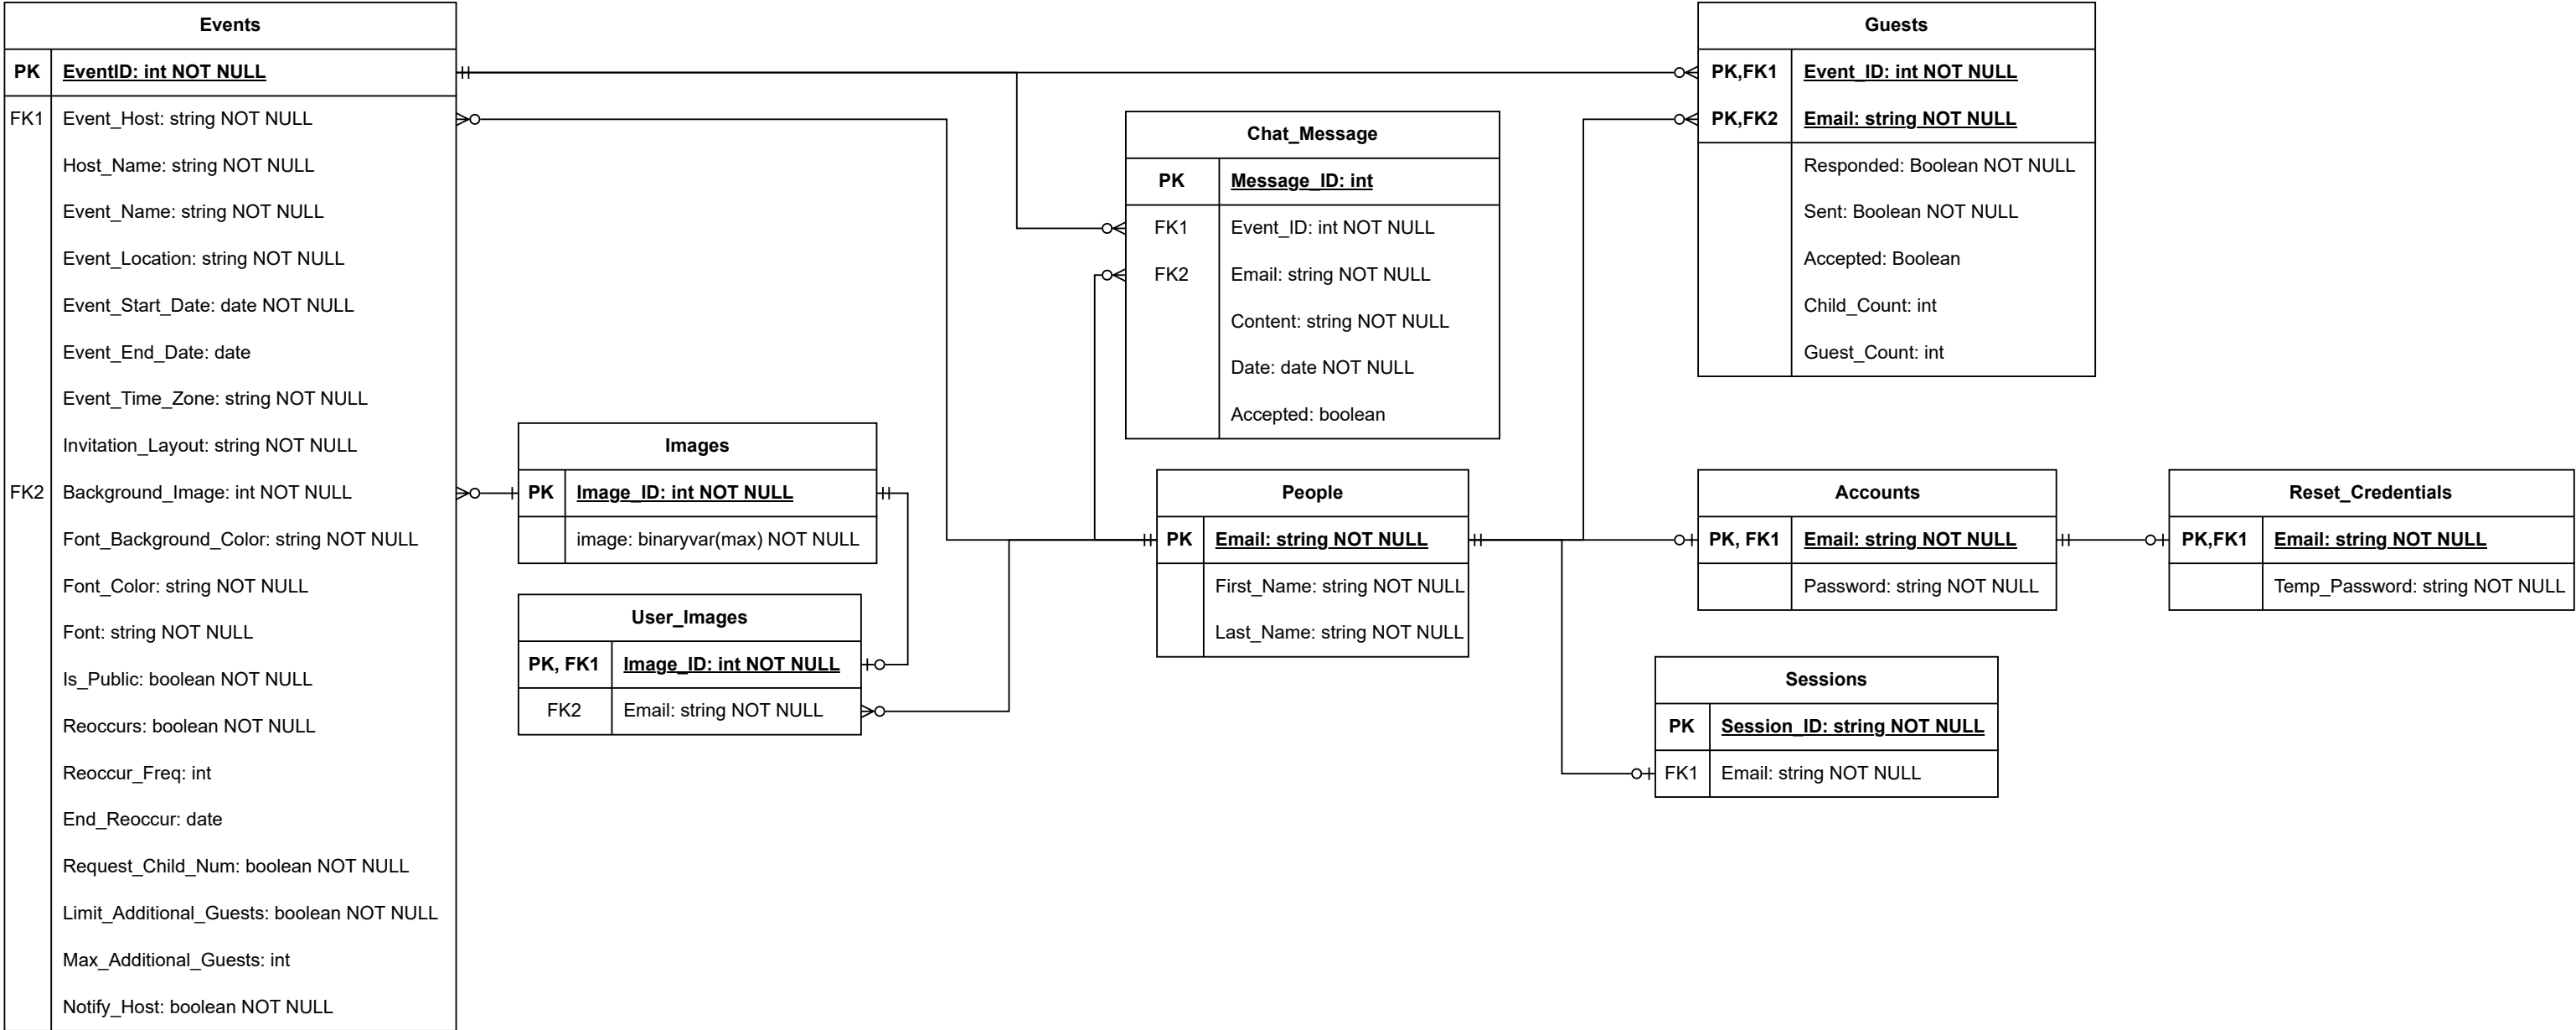 Events
PK EventID: int NOT NULL
FK1 Event_Host: string NOT NULL
Host_Name: string NOT NULL
Event_Name: string NOT NULL
Event_Location: string NOT NULL
Event_Start_Date: date NOT NULL
Event_End_Date: date
Event_Time_Zone: string NOT NULL
Invitation_Layout: string NOT NULL
FK2 Background_Image: int NOT NULL
Font_Background_Color: string NOT NULL
Font_Color: string NOT NULL
Font: string NOT NULL
Is_Public: boolean NOT NULL
Reoccurs: boolean NOT NULL
Reoccur_Freq: int
End_Reoccur: date
Request_Child_Num: boolean NOT NULL
Limit_Additional_Guests: boolean NOT NULL
Max_Additional_Guests: int
Notify_Host: boolean NOT NULL
Images
PK Image_ID: int NOT NULL
image: binaryvar(max) NOT NULL
User_Images
PK, FK1 Image_ID: int NOT NULL
FK2 Email: string NOT NULL
Chat_Message
PK Message_ID: int
FK1 Event_ID: int NOT NULL
FK2 Email: string NOT NULL
Content: string NOT NULL
Date: date NOT NULL
Accepted: boolean
People
PK Email: string NOT NULL
First_Name: string NOT NULL
Last_Name: string NOT NULL
Guests
PK,FK1 Event_ID: int NOT NULL
PK,FK2 Email: string NOT NULL
Responded: Boolean NOT NULL
Sent: Boolean NOT NULL
Accepted: Boolean
Child_Count: int
Guest_Count: int
Accounts
PK, FK1 Email: string NOT NULL
Password: string NOT NULL
Reset_Credentials
PK,FK1 Email: string NOT NULL
Temp_Password: string NOT NULL
Sessions
PK Session_ID: string NOT NULL
FK1 Email: string NOT NULL